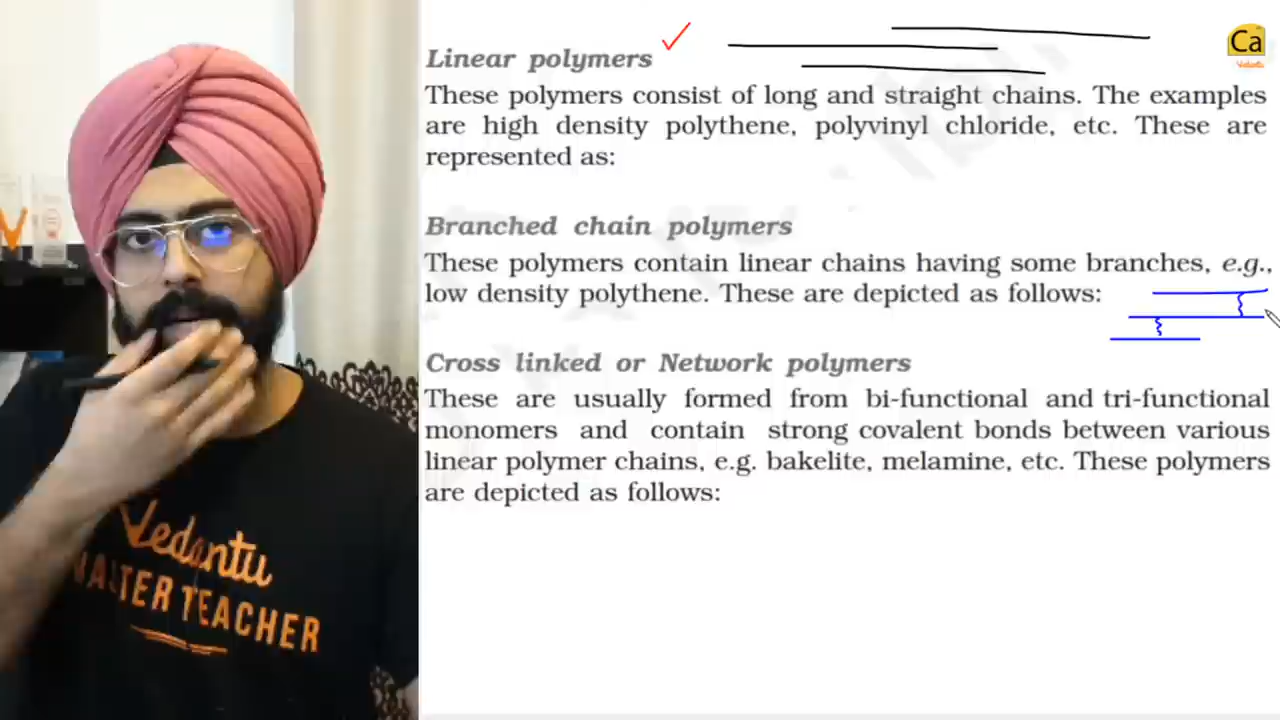 Ca
Vedantu
Linear polymers
These polymers consist of long and straight chains. The examples
are high density polythene, polyvinyl chloride, etc. These are
represented as:
Branched chain polymers
These polymers contain linear chains having some branches, e.g.,
low density polythene. These are depicted as follows:
Cross linked or Network polymers
These are usually formed from bi-functional and tri-functional
monomers and contain strong covalent bonds between various
linear polymer chains, e.g. bakelite, melamine, etc. These polymers
are depicted as follows:
Vedantu
MASTER TEACHER